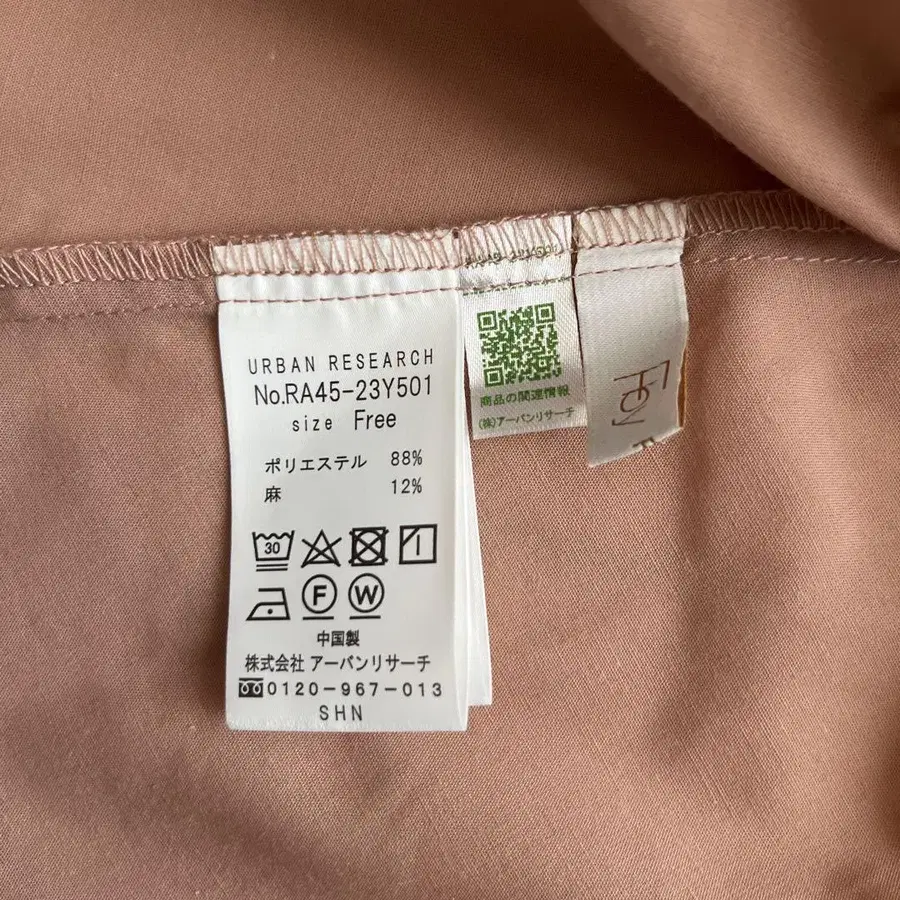 URBAN RESEARCH
No.RA45-23Y501
size Free
ポリエステル 88%
麻 12%
30
F W
中国製
株式会社 アーバンリサーチ
0120-967-013
SHN
商品の関連情報
(株)アーバンリサーチ